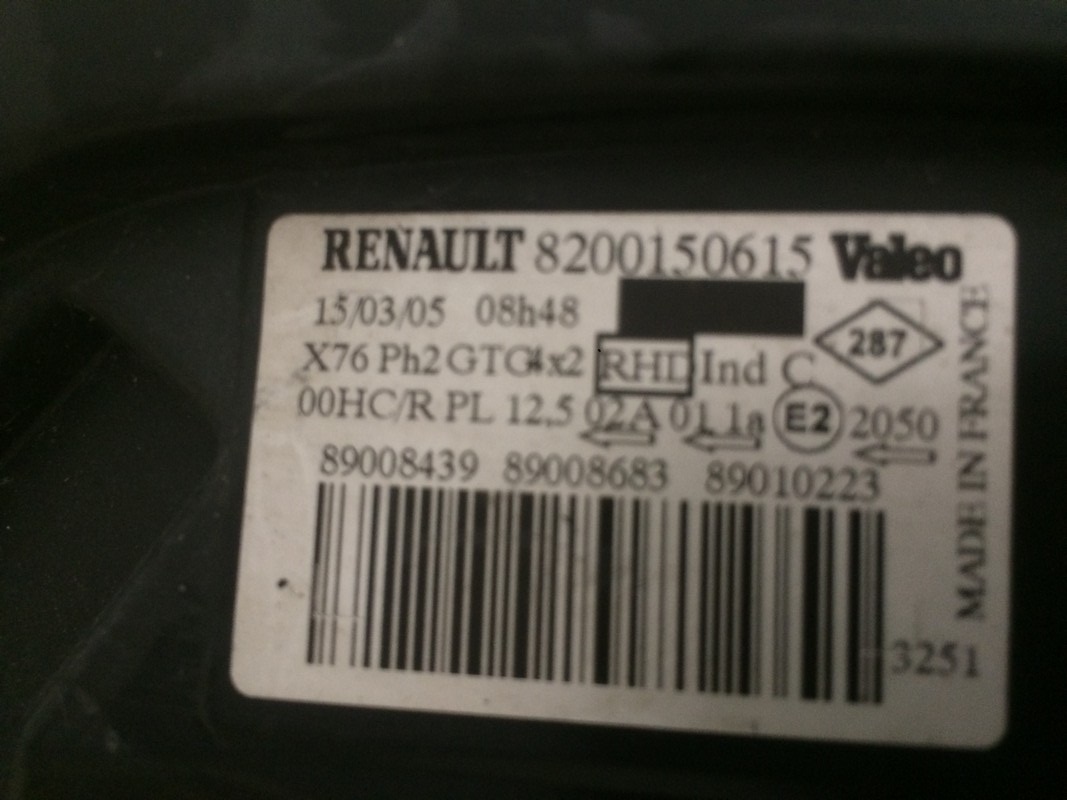 RENAULT 8200150615 Valeo
15/03/05 08h48
287
X76 Ph2 GTG4x2 RHD Ind C
00HC/R PL 12,5 02A 01 1a E2 2050
89008439 89008683 89010223
3251
MADE IN FRANCE